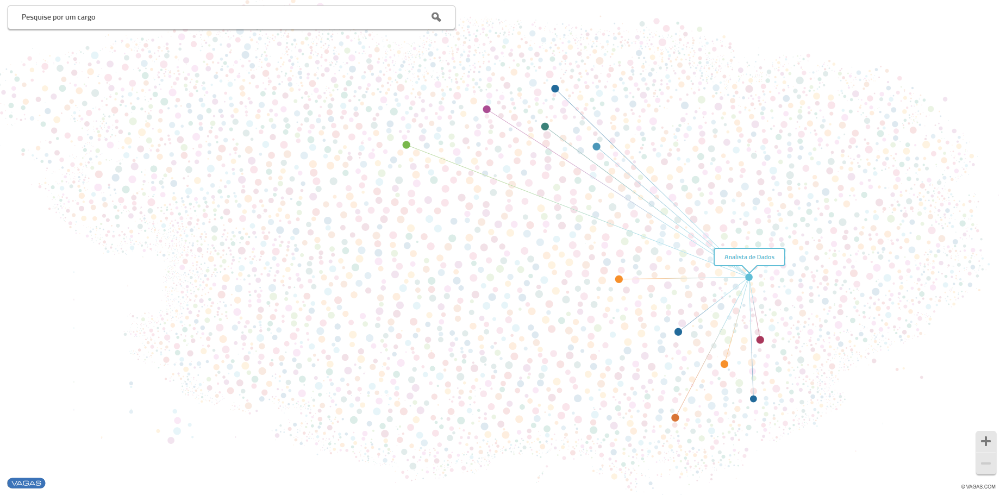 Pesquise por um cargo
Analista de Dados
VAGAS
© VAGAS.COM